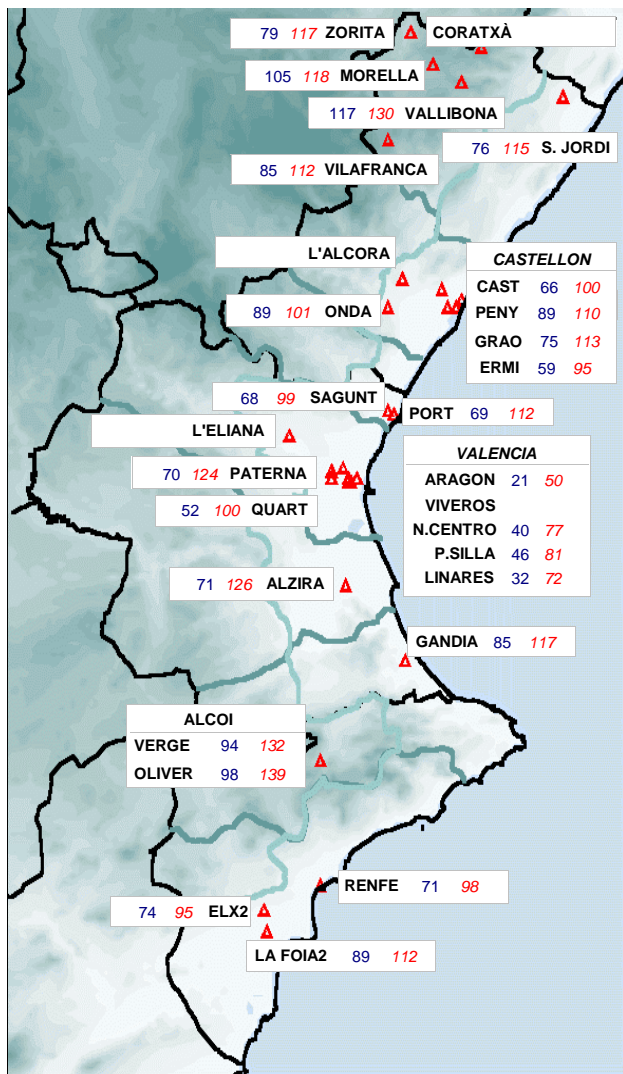 79 117 ZORITA
CORATXÀ
105 118 MORELLA
117 130 VALLIBONA
76 115 S. JORDI
85 112 VILAFRANCA
L'ALCORA
CASTELLON
CAST 66 100
PENY 89 110
GRAO 75 113
ERMI 59 95
89 101 ONDA
68 99 SAGUNT
PORT 69 112
L'ELIANA
VALENCIA
ARAGON 21 50
VIVEROS
N.CENTRO 40 77
P.SILLA 46 81
LINARES 32 72
70 124 PATERNA
52 100 QUART
71 126 ALZIRA
GANDIA 85 117
ALCOI
VERGE 94 132
OLIVER 98 139
RENFE 71 98
74 95 ELX2
LA FOIA2 89 112